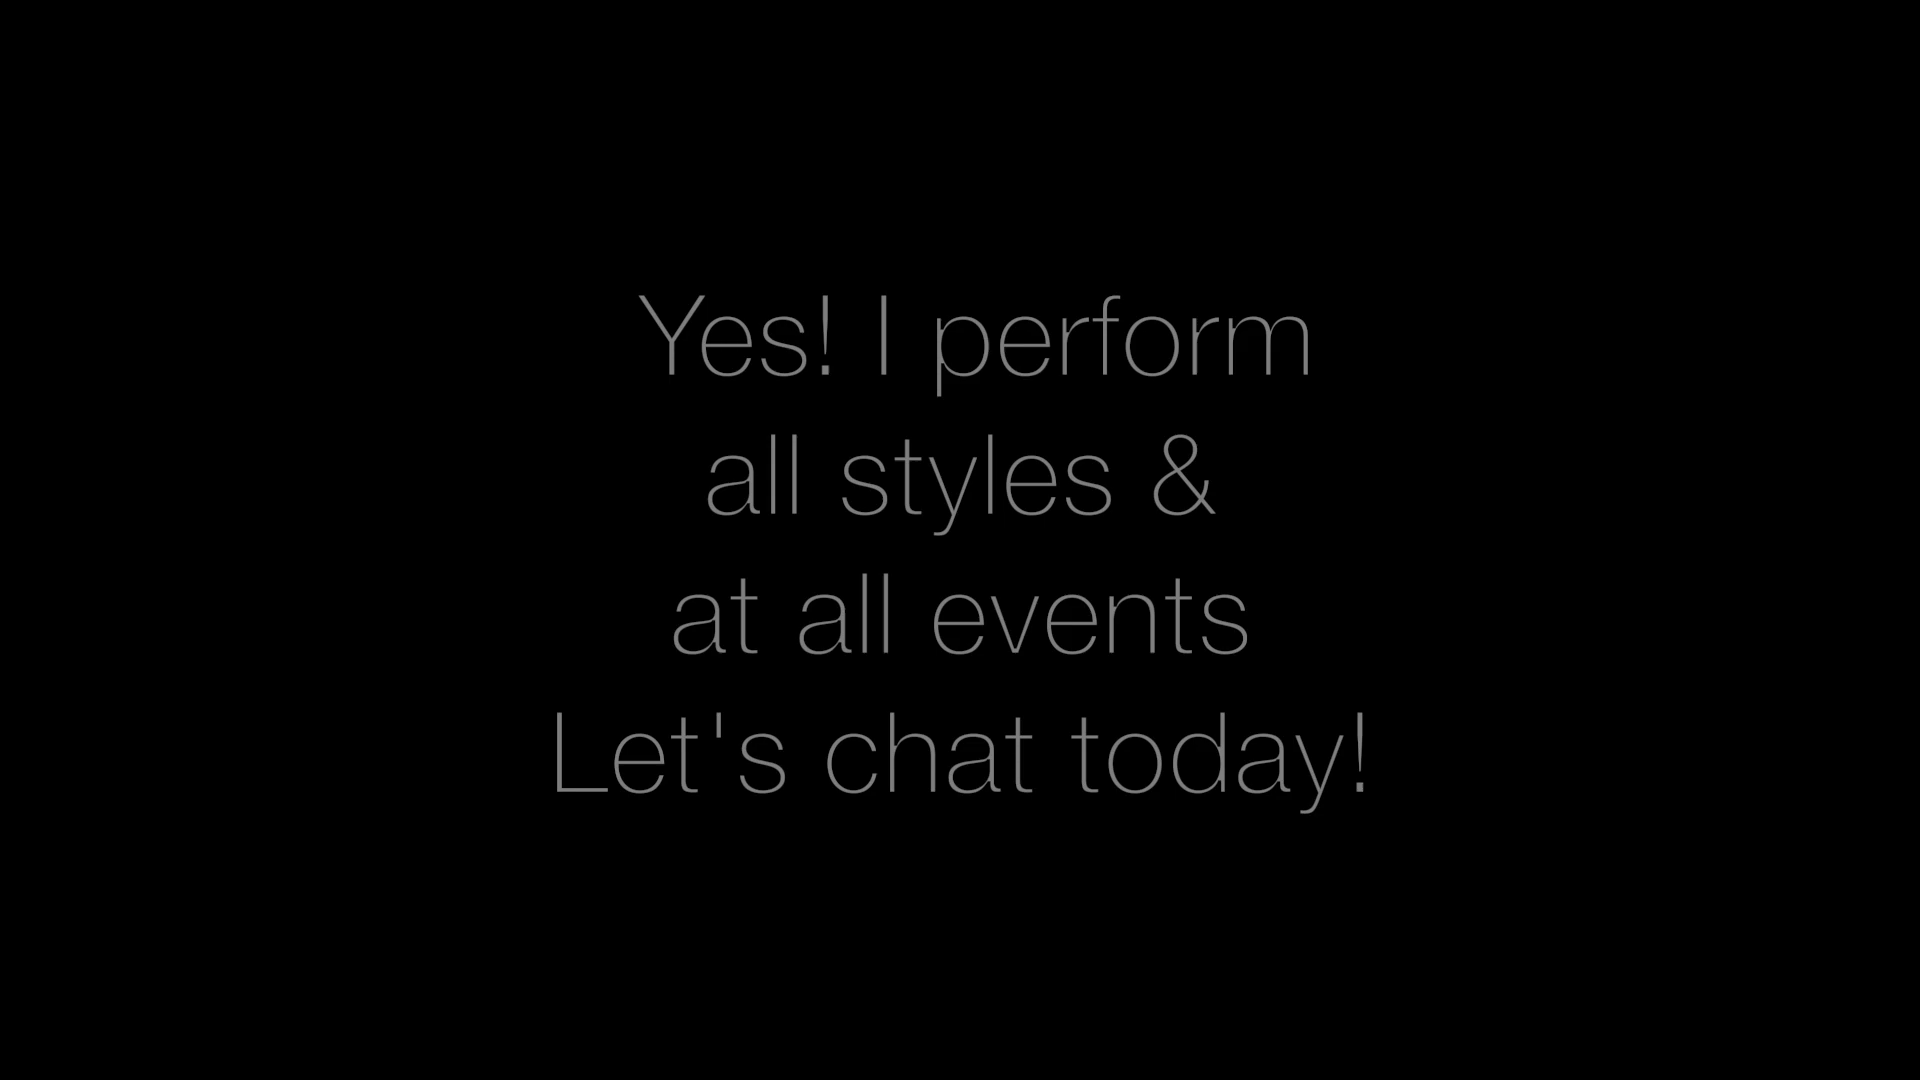 Yes! I perform
all styles &
at all events
Let's chat today!